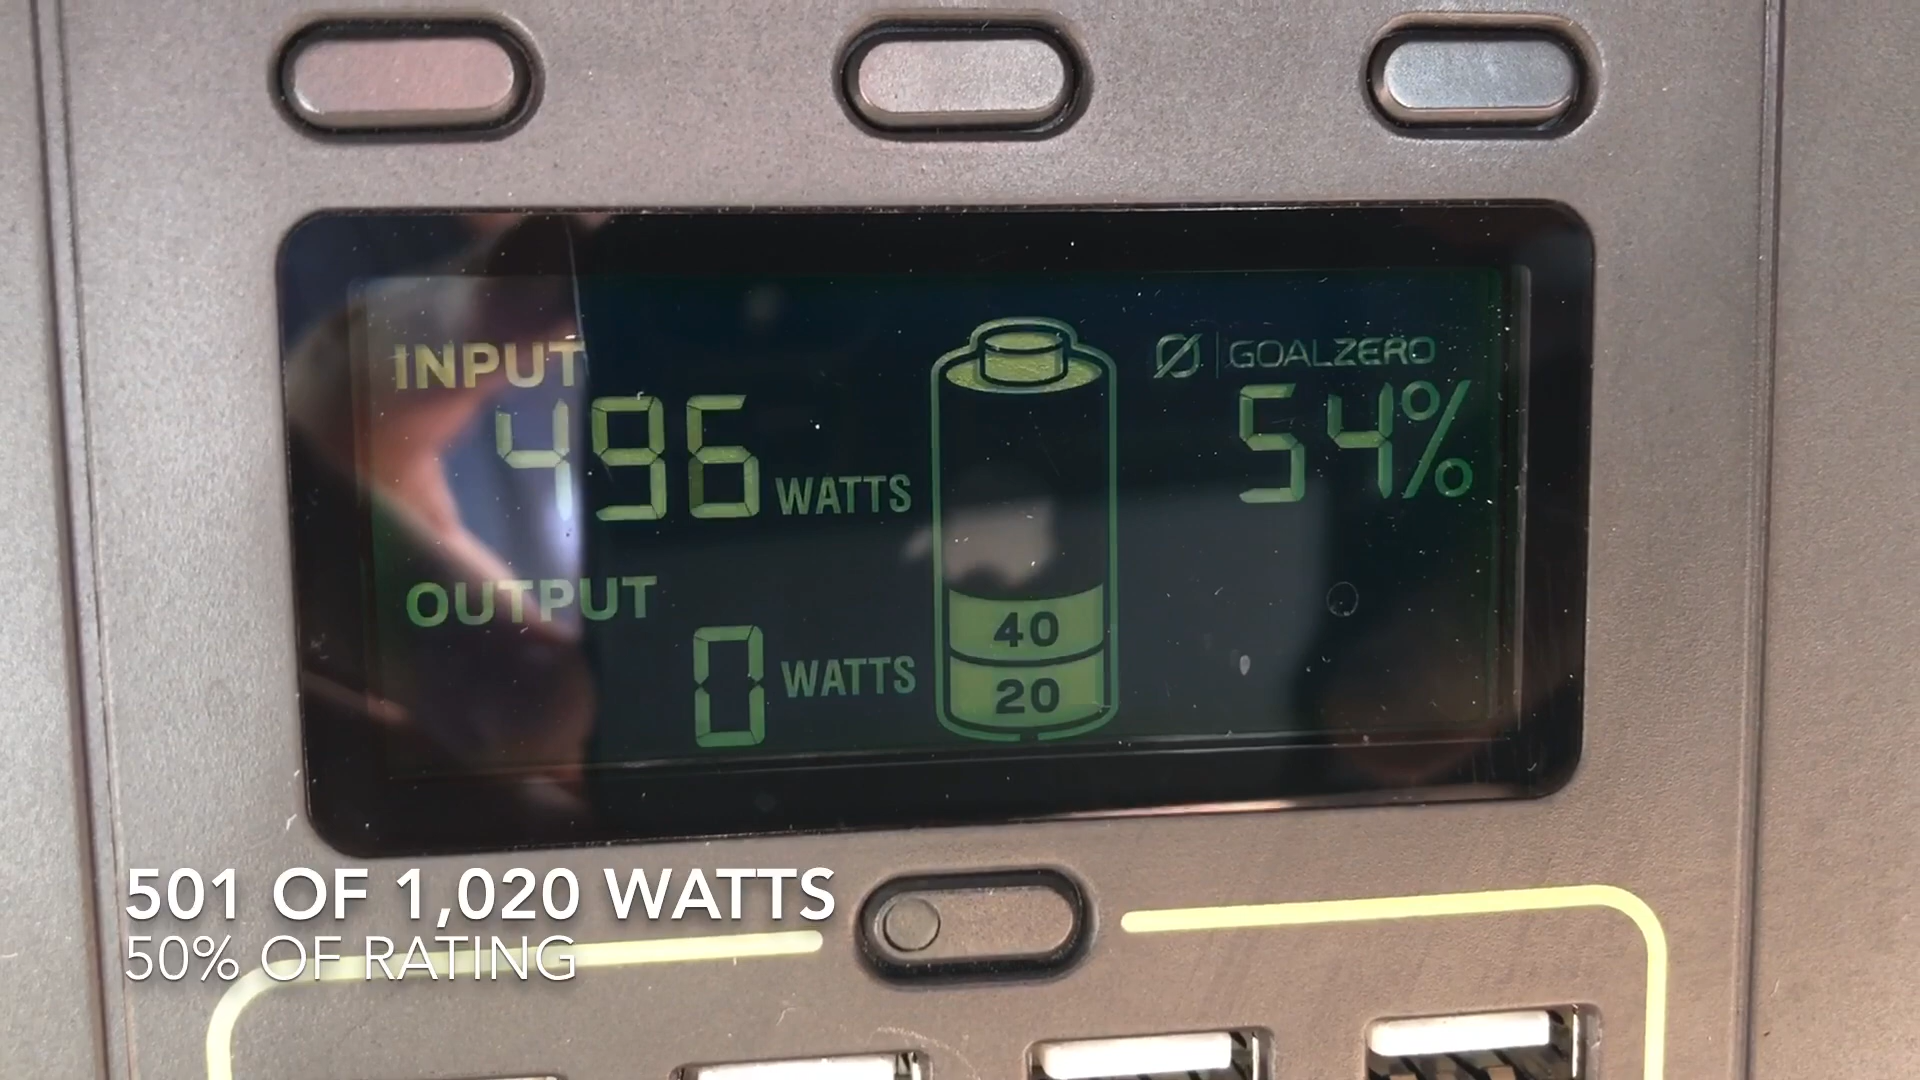 INPUT
496 WATTS
OUTPUT
0 WATTS
40
20
GOALZERO
54%
501 OF 1,020 WATTS
50% OF RATING